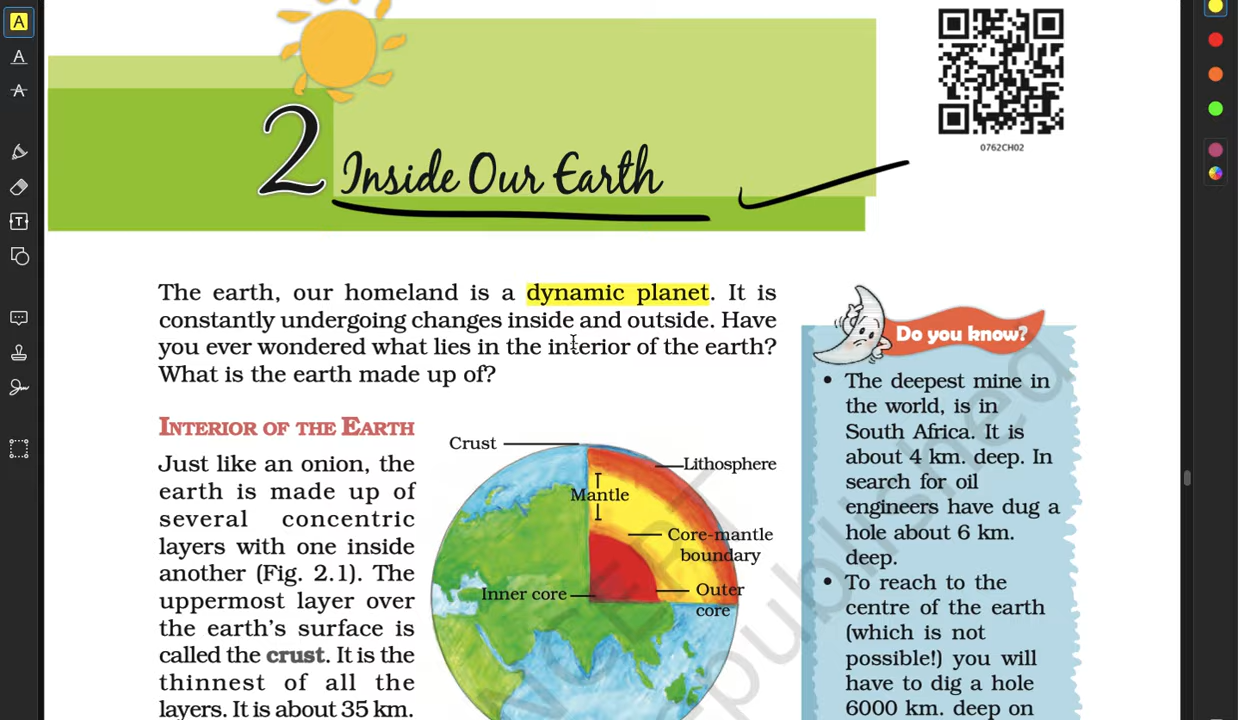 0762CH02
2 Inside Our Earth
The earth, our homeland is a dynamic planet. It is
constantly undergoing changes inside and outside. Have
you ever wondered what lies in the interior of the earth?
What is the earth made up of?
INTERIOR OF THE EARTH
Just like an onion, the
earth is made up of
several concentric
layers with one inside
another (Fig. 2.1). The
uppermost layer over
the earth's surface is
called the crust. It is the
thinnest of all the
layers. It is about 35 km.
Crust
Lithosphere
Mantle
Core-mantle
boundary
Inner core
Outer
core
Do you know?
• The deepest mine in
the world, is in
South Africa. It is
about 4 km. deep. In
search for oil
engineers have dug a
hole about 6 km.
deep.
• To reach to the
centre of the earth
(which is not
possible!) you will
have to dig a hole
6000 km. deep on
NCERT
republished
A
A
A
T